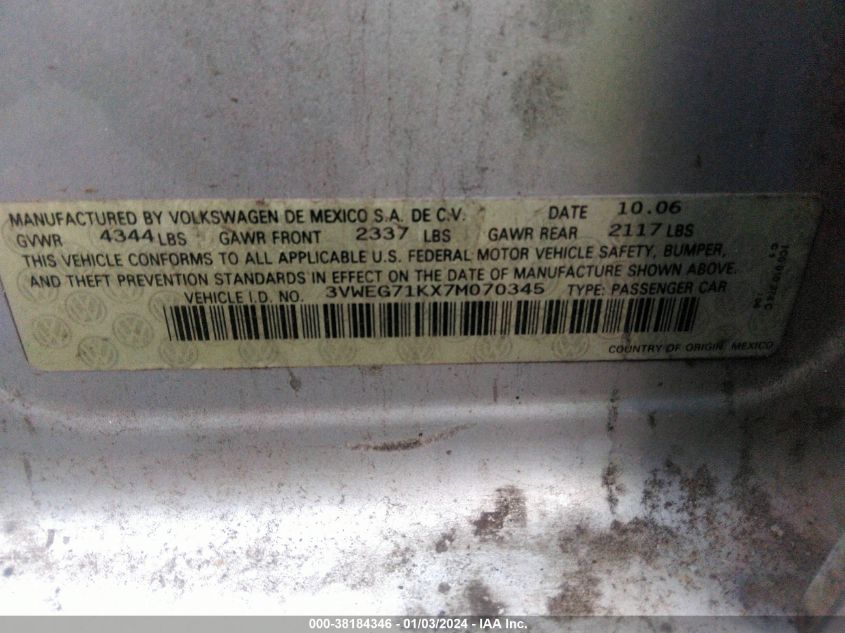 MANUFACTURED BY VOLKSWAGEN DE MEXICO S.A. DE C.V. DATE 10.06
GVWR 4344 LBS GAWR FRONT 2337 LBS GAWR REAR 2117 LBS
THIS VEHICLE CONFORMS TO ALL APPLICABLE U.S. FEDERAL MOTOR VEHICLE SAFETY, BUMPER,
AND THEFT PREVENTION STANDARDS IN EFFECT ON THE DATE OF MANUFACTURE SHOWN ABOVE.
VEHICLE I.D. NO. 3VWEG71KX7M070345 TYPE: PASSENGER CAR
COUNTRY OF ORIGIN MEXICO
000-38184346 - 01/03/2024 - IAA Inc.